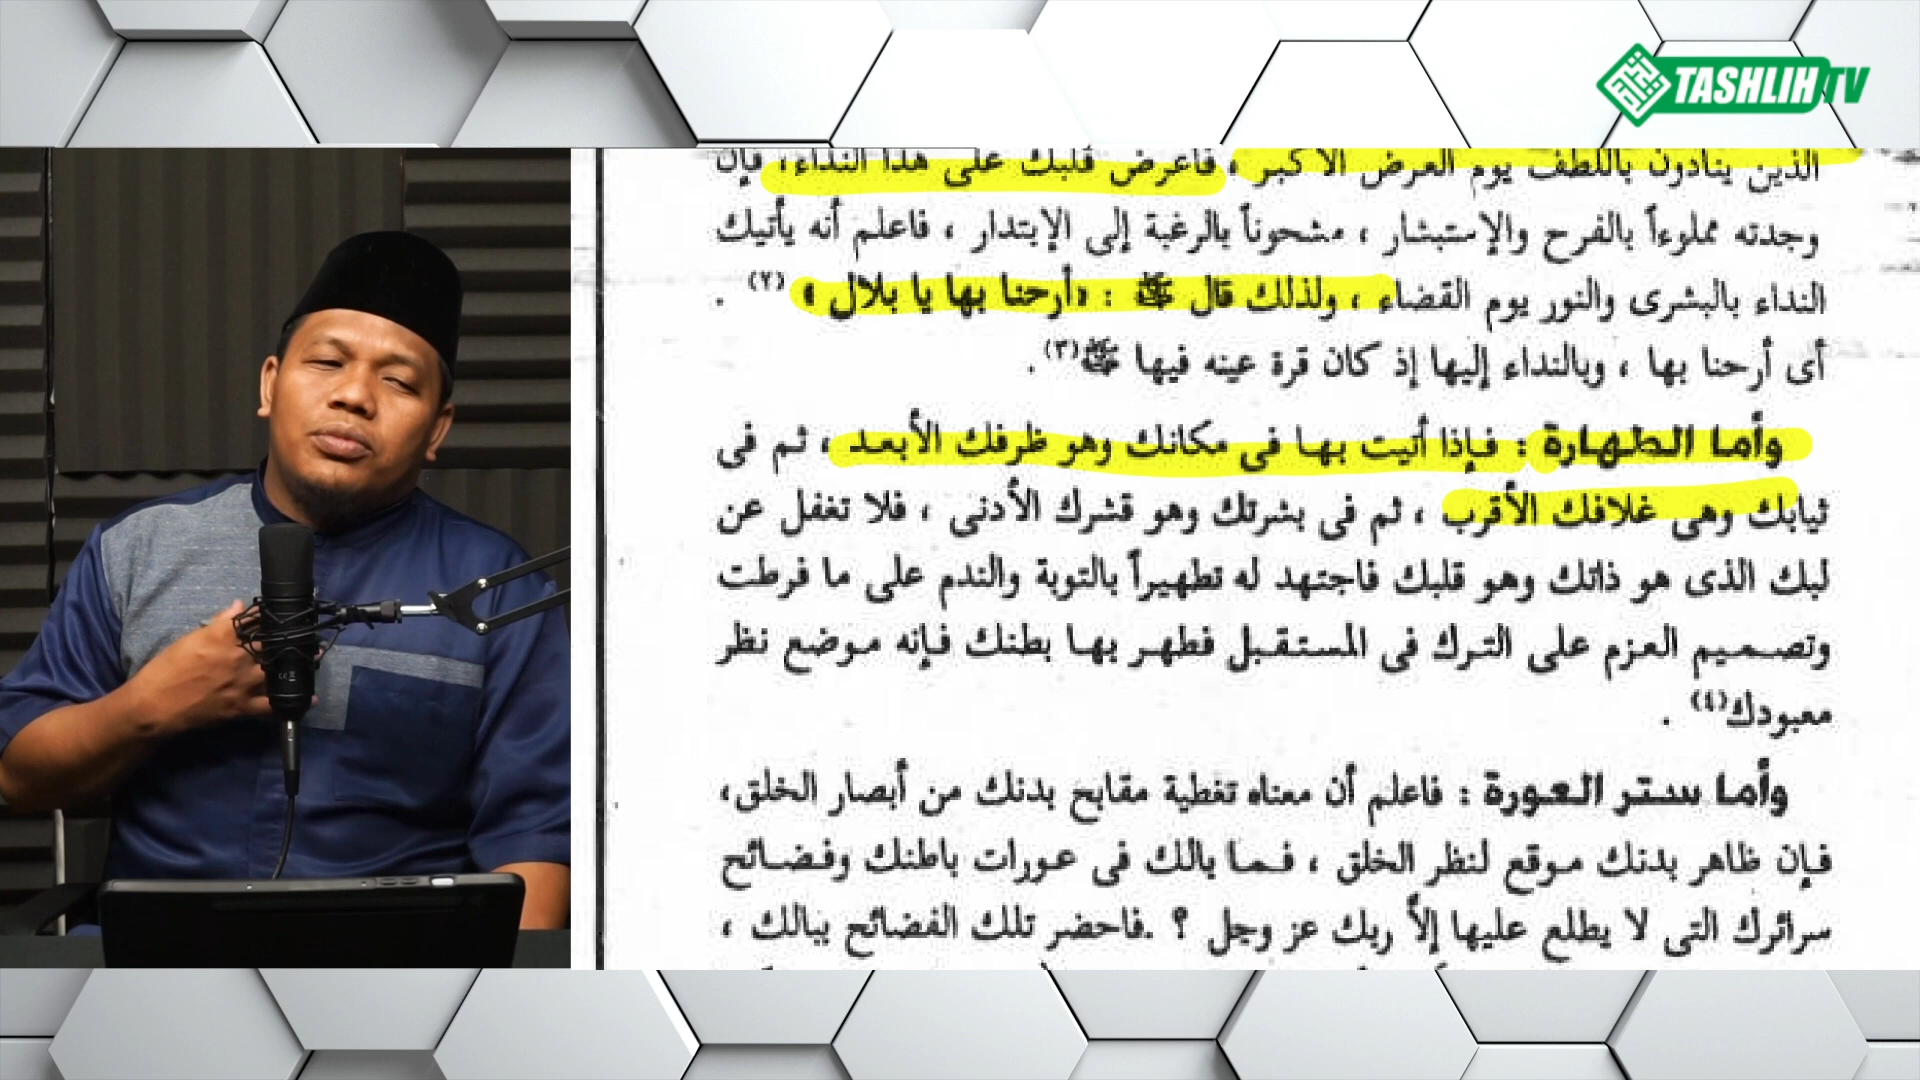 TASHLIH TV
الذين ينادون باللطف يوم العرض الأكبر ، فاعرض قلبك على هذا النداء، فإن
وجدته مملوءاً بالفرح والإستبشار ، مشحوناً بالرغبة إلى الإبتدار ، فاعلم أنه يأتيك
النداء بالبشرى والنور يوم القضاء ، ولذلك قال ﷺ : «أرحنا بها يا بلال » (٢) .
أى أرحنا بها ، وبالنداء إليها إذ كان قرة عينه فيها ﷺ(٣).
وأما الطهارة : فإذا أتيت بها فى مكانك وهو ظرفك الأبعد ، ثم فى
ثيابك وهى غلافك الأقرب ، ثم فى بشرتك وهو قشرك الأدنى ، فلا تغفل عن
لبك الذى هو ذاتك وهو قلبك فاجتهد له تطهيراً بالتوبة والندم على ما فرطت
وتصميم العزم على الترك فى المستقبل فطهر بها بطنك فإنه موضع نظر
معبودك(٤) .
وأما ستر العورة : فاعلم أن معناه تغطية مقابح بدنك من أبصار الخلق،
فإن ظاهر بدنك موقع لنظر الخلق ، فما بالك فى عورات باطنك وفضائح
سرائرك التى لا يطلع عليها إلاّ ربك عز وجل ؟ .فاحضر تلك الفضائح ببالك ،